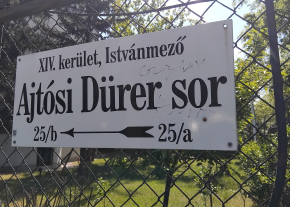 XIV. kerület, Istvánmező
Ajtósi Dürer sor
25/b 25/a